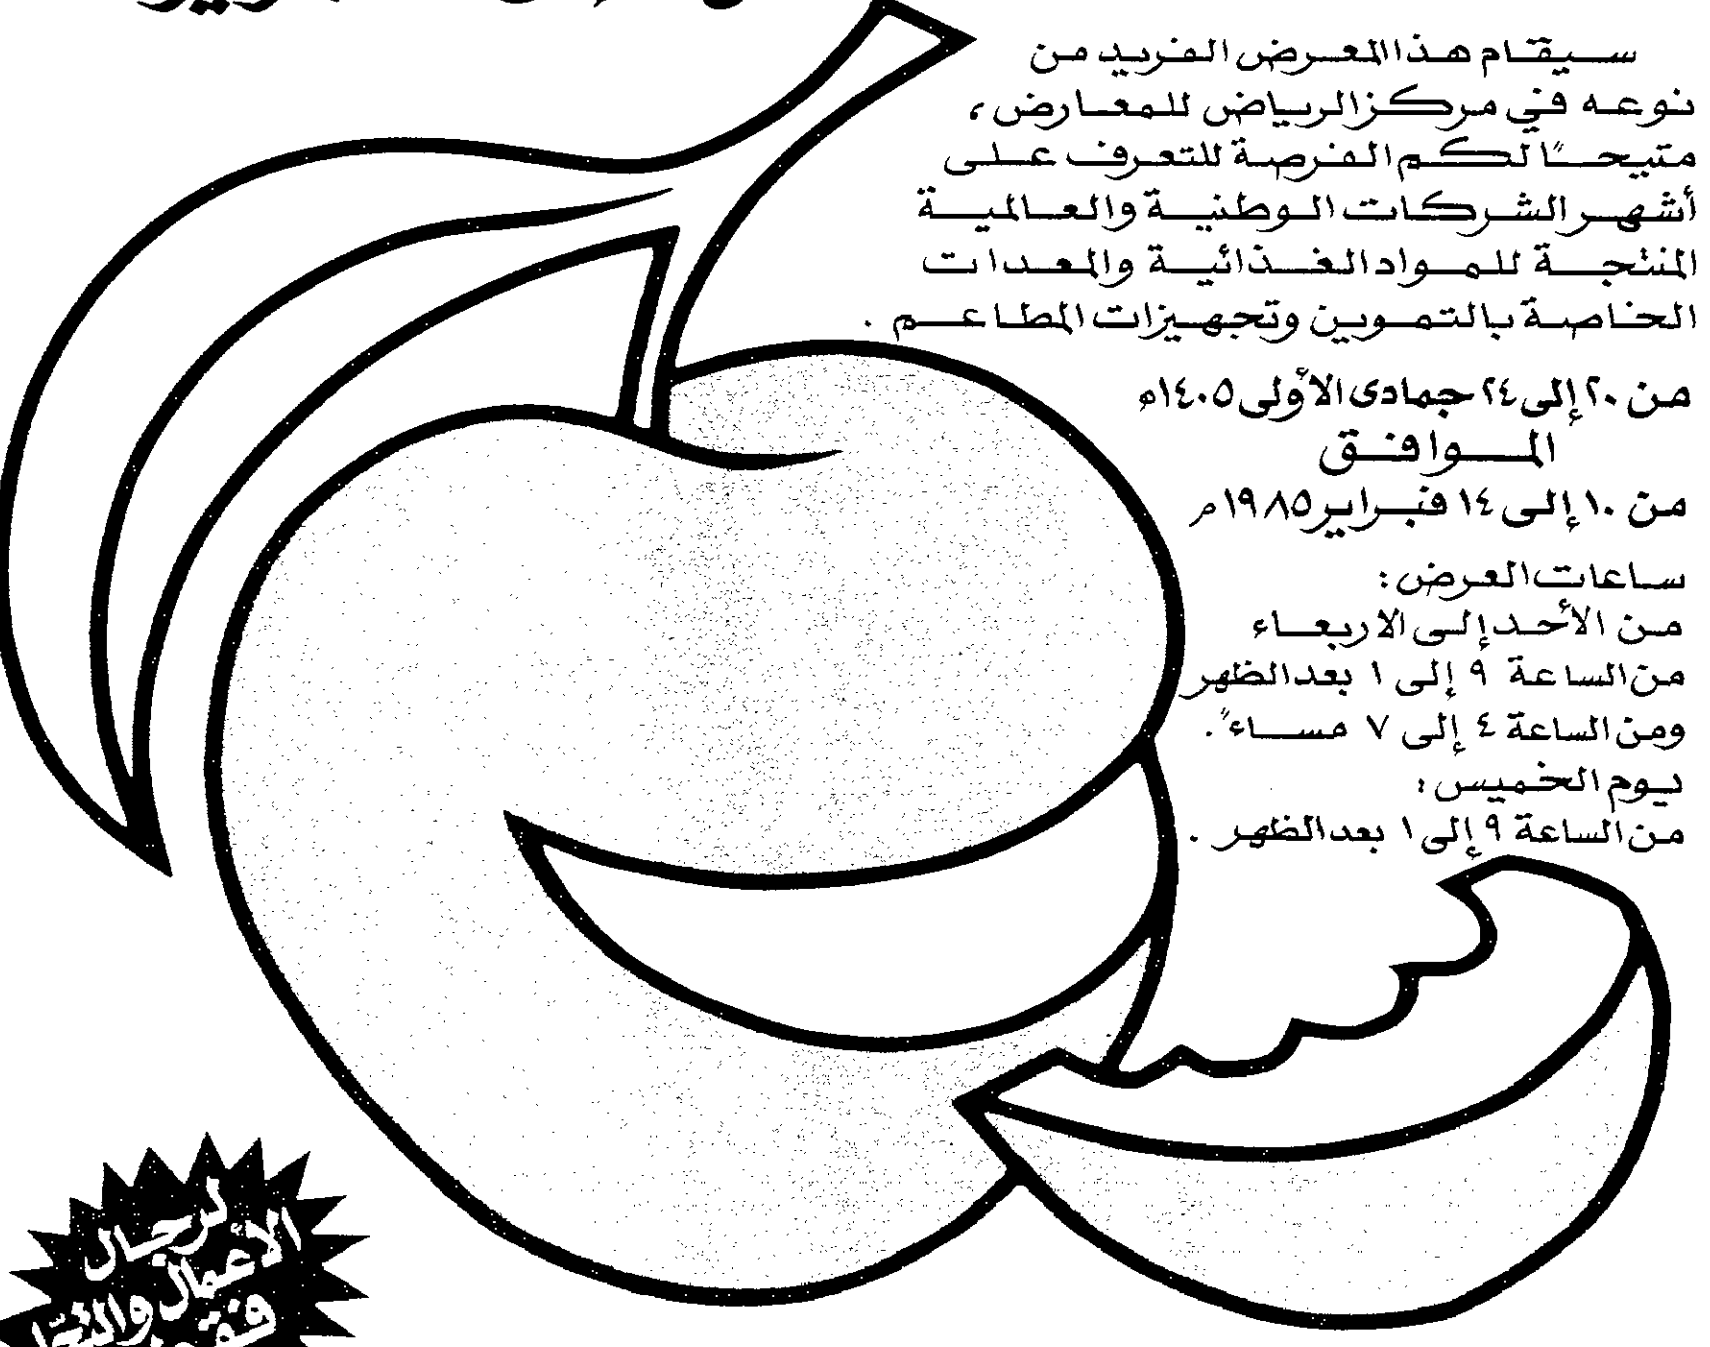 سيقام هذا المعرض الفريد من
نوعه في مركز الرياض للمعارض،
متيحاً لكم الفرصة للتعرف على
أشهر الشركات الوطنية والعالمية
المنتجة للمواد الغذائية والمعدات
الخاصة بالتموين وتجهيزات المطاعم .
من ٢٠ إلى ٢٤ جمادى الأولى ١٤٠٥ه
الموافق
من ١٠ إلى ١٤ فبراير ١٩٨٥م
ساعات العرض:
من الأحد إلى الاربعاء
من الساعة ٩ إلى ١ بعد الظهر
ومن الساعة ٤ إلى ٧ مساءً.
يوم الخميس:
من الساعة ٩ إلى ١ بعد الظهر .
لرجال
الأعمال